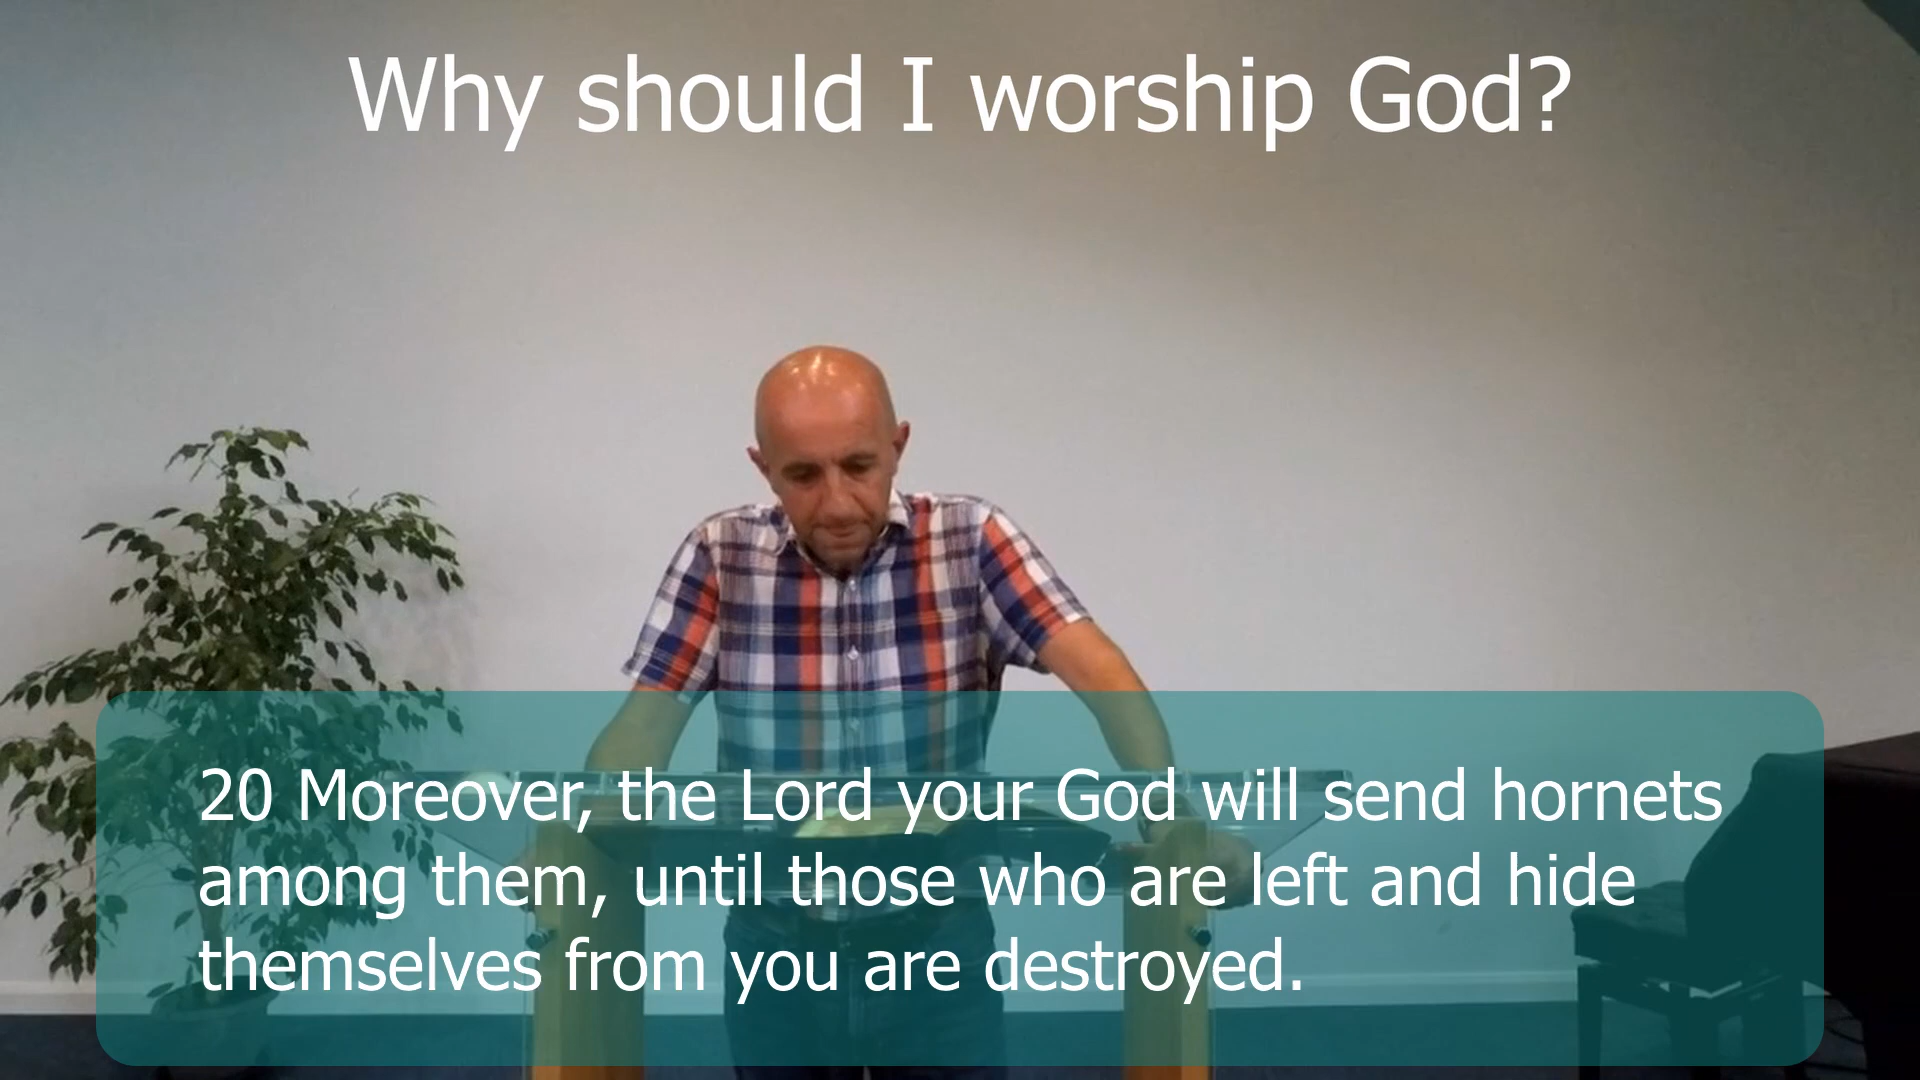 Why should I worship God?
20 Moreover, the Lord your God will send hornets
among them, until those who are left and hide
themselves from you are destroyed.